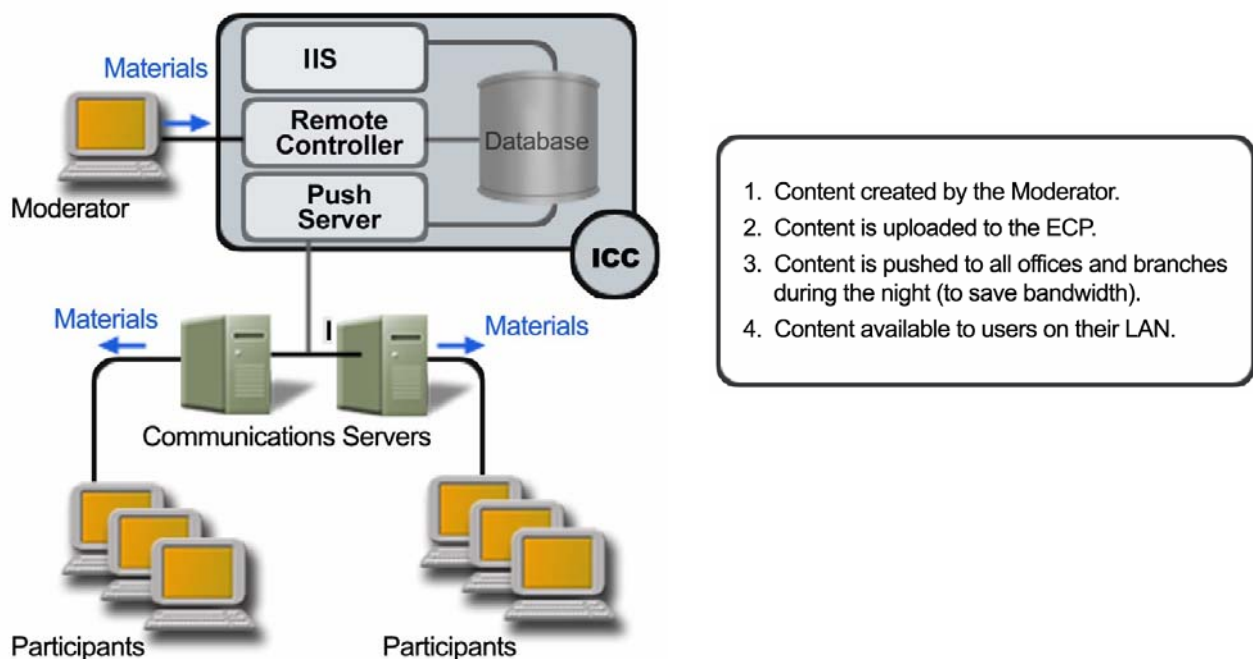 IIS
Materials
Remote
Controller
Database
Push
Server
Moderator
ICC
Materials
I
Materials
Communications Servers
Participants
Participants
1. Content created by the Moderator.
2. Content is uploaded to the ECP.
3. Content is pushed to all offices and branches
during the night (to save bandwidth).
4. Content available to users on their LAN.